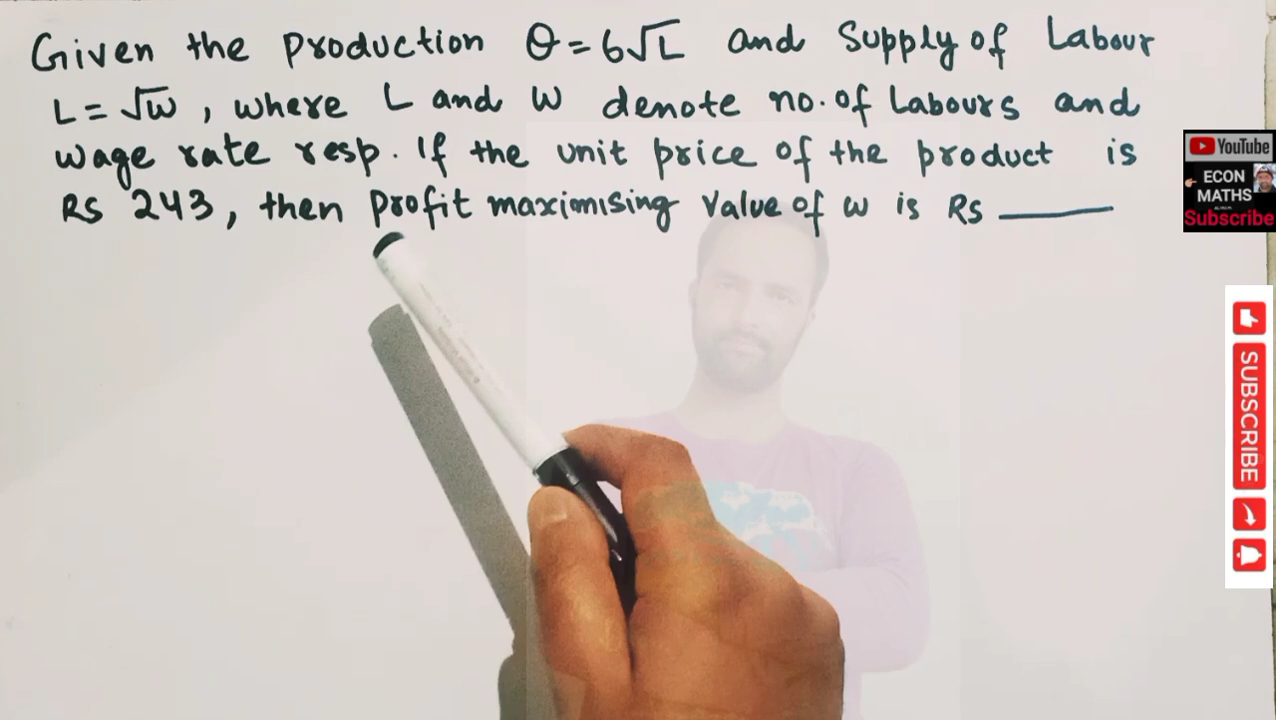 Given the production Q = 6√L and Supply of Labour
L = √w, where L and W denote no. of Labours and
wage rate resp. If the unit price of the product is
Rs 243, then profit maximising value of w is Rs ______
YouTube
ECON
MATHS
Subscribe
SUBSCRIBE